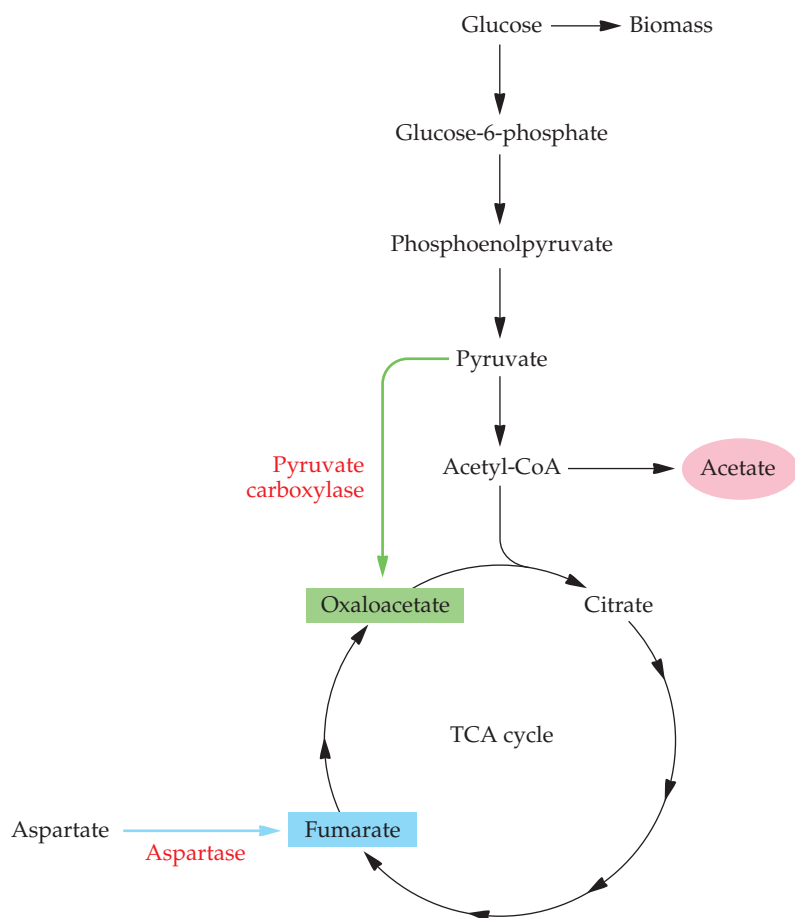 Glucose
Biomass
Glucose-6-phosphate
Phosphoenolpyruvate
Pyruvate
Pyruvate
carboxylase
Acetyl-CoA
Acetate
Oxaloacetate
Citrate
TCA cycle
Aspartate
Aspartase
Fumarate